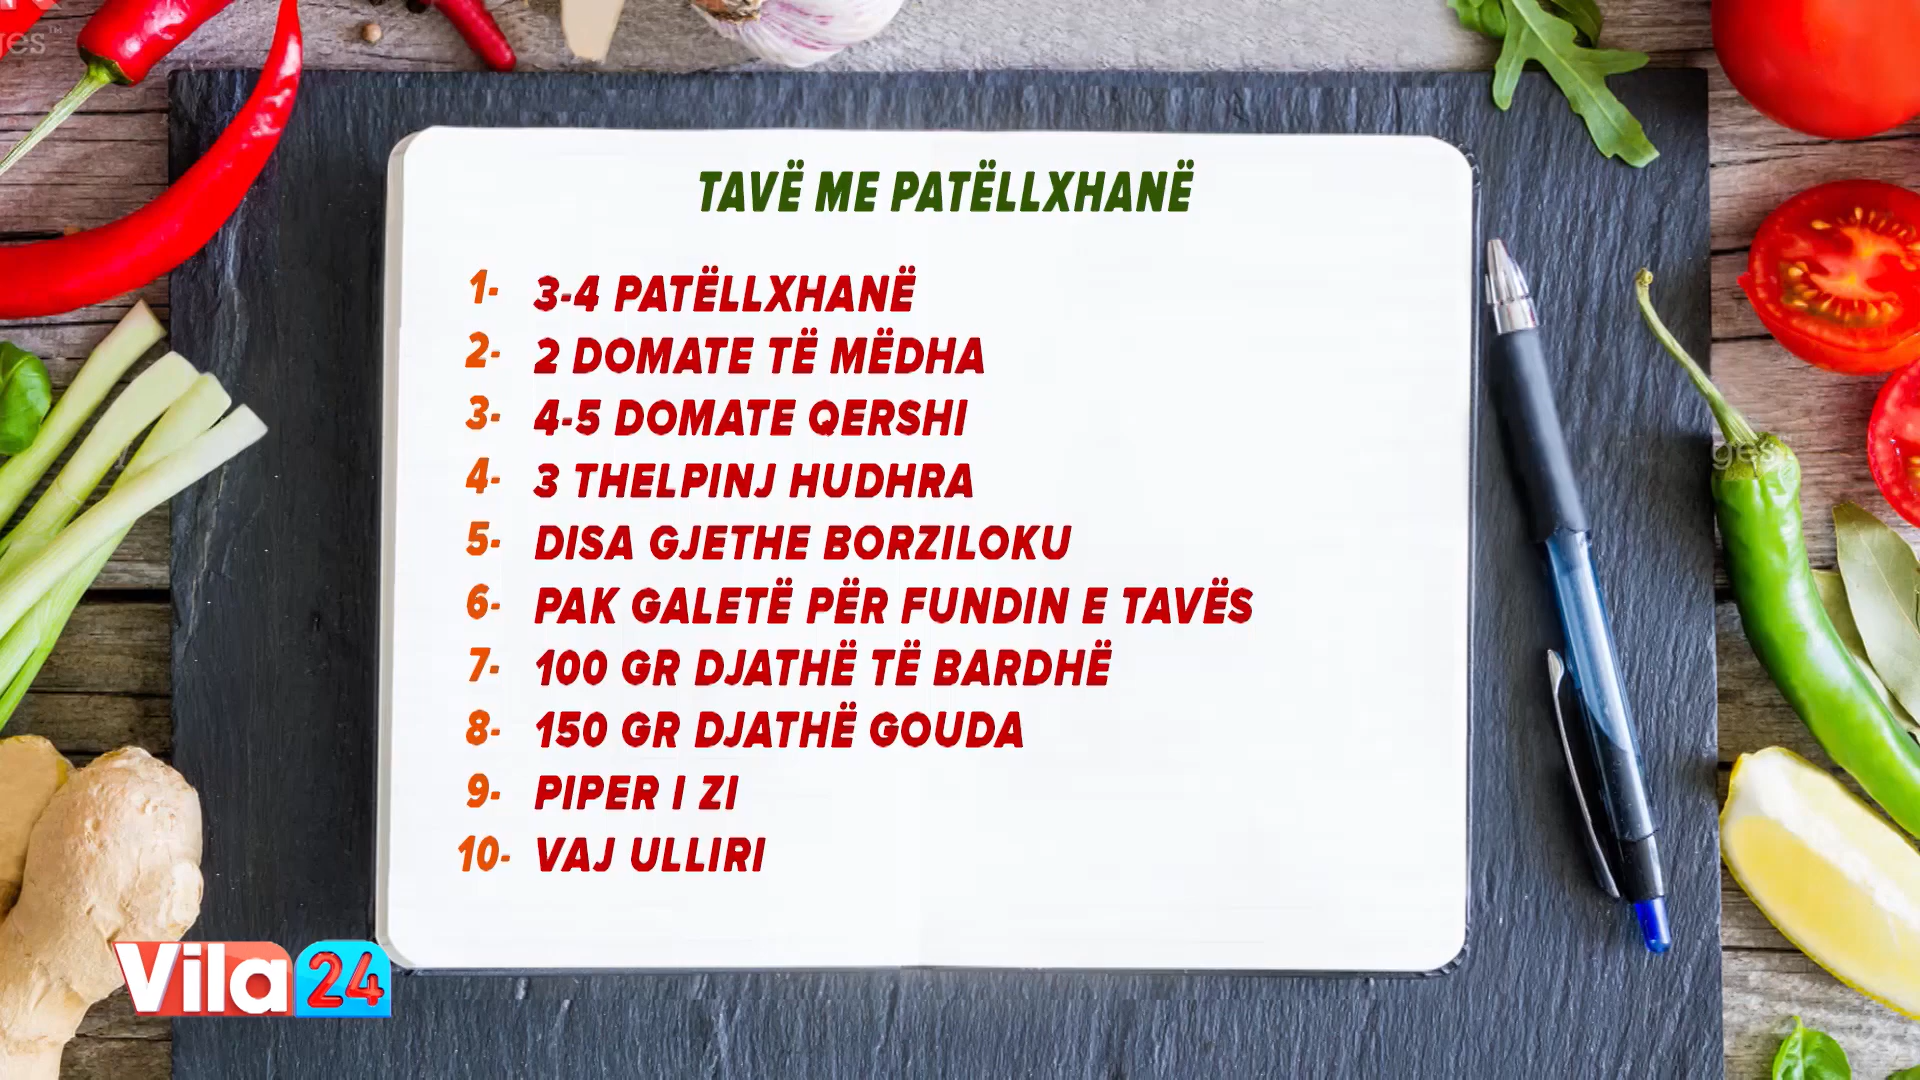 TAVË ME PATËLLXHANË
1- 3-4 PATËLLXHANË
2- 2 DOMATE TË MËDHA
3- 4-5 DOMATE QERSHI
4- 3 THELPINJ HUDHRA
5- DISA GJETHE BORZILOKU
6- PAK GALETË PËR FUNDIN E TAVËS
7- 100 GR DJATHË TË BARDHË
8- 150 GR DJATHË GOUDA
9- PIPER I ZI
10- VAJ ULLIRI
Vila 24